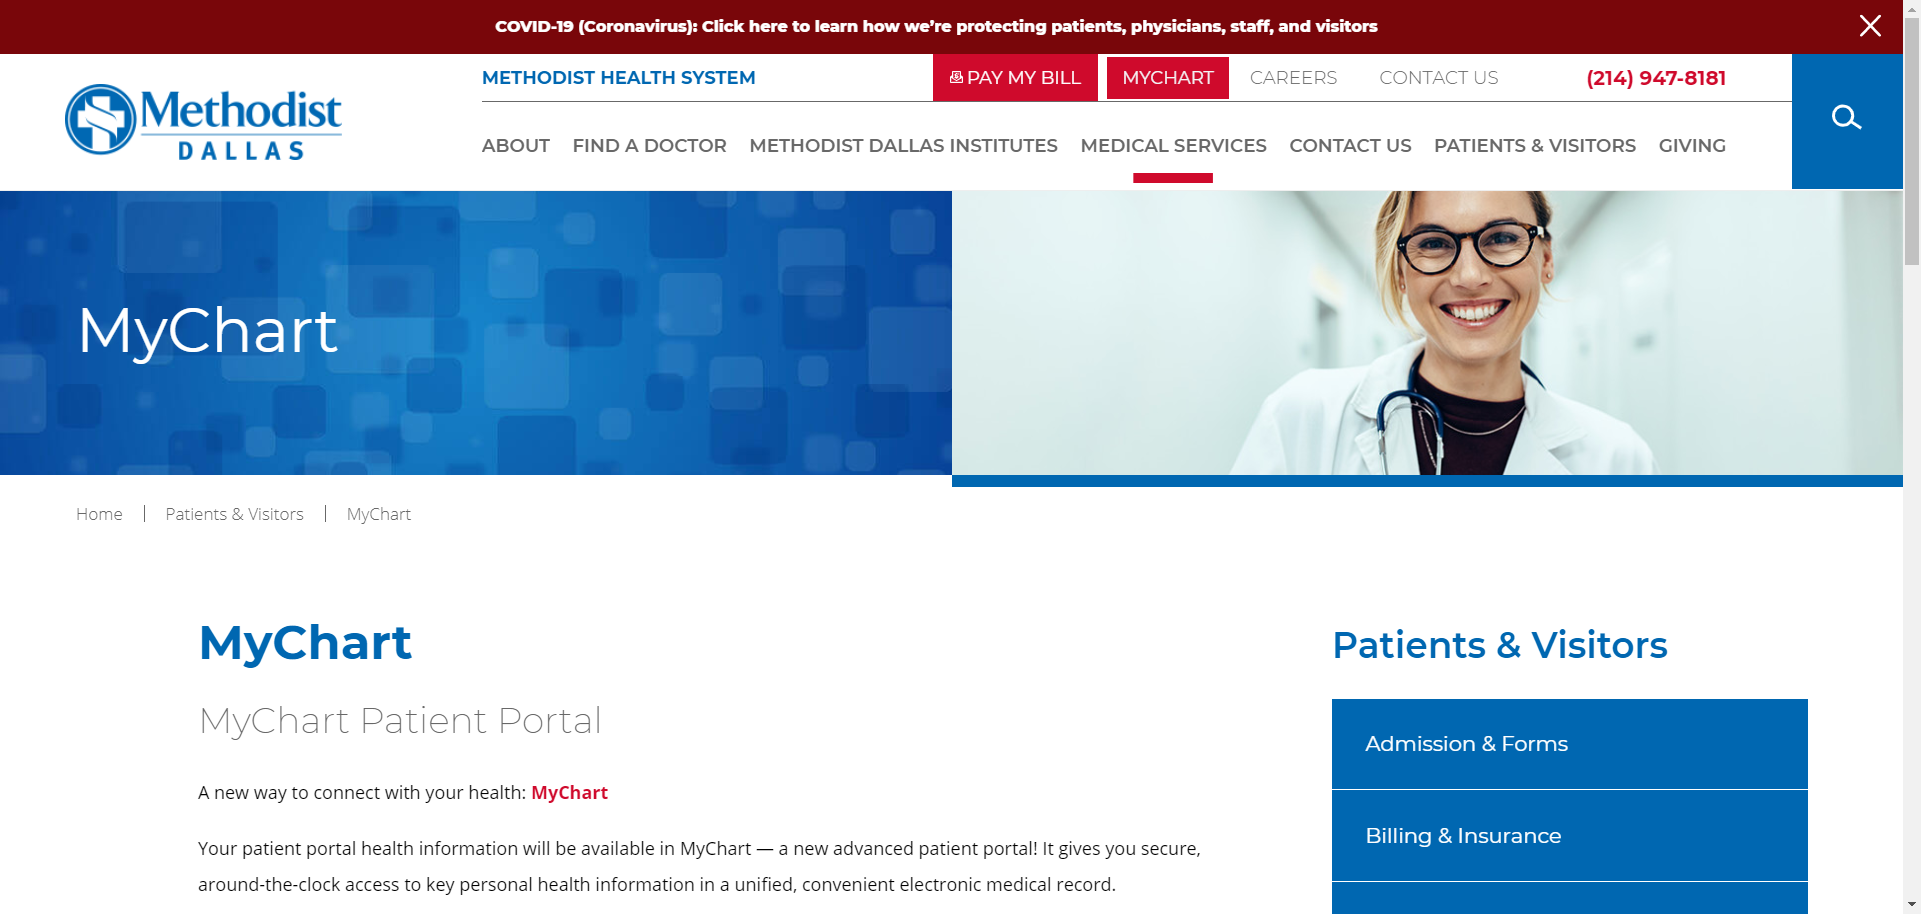 COVID-19 (Coronavirus): Click here to learn how we’re protecting patients, physicians, staff, and visitors
METHODIST HEALTH SYSTEM
PAY MY BILL
MYCHART
CAREERS
CONTACT US
(214) 947-8181
Methodist
DALLAS
ABOUT
FIND A DOCTOR
METHODIST DALLAS INSTITUTES
MEDICAL SERVICES
CONTACT US
PATIENTS & VISITORS
GIVING
MyChart
Home
Patients & Visitors
MyChart
MyChart
MyChart Patient Portal
A new way to connect with your health: MyChart
Your patient portal health information will be available in MyChart — a new advanced patient portal! It gives you secure,
around-the-clock access to key personal health information in a unified, convenient electronic medical record.
Patients & Visitors
Admission & Forms
Billing & Insurance